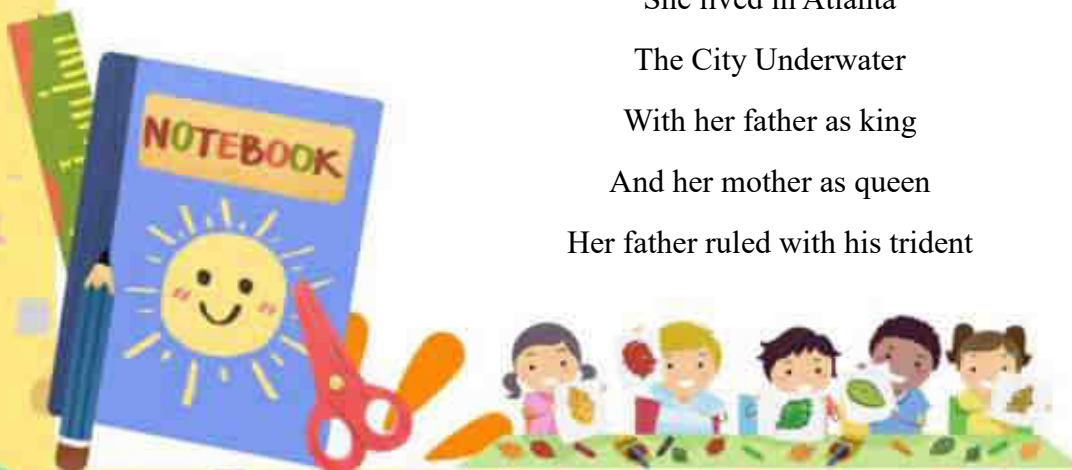 She lived in Atlanta
The City Underwater
With her father as king
And her mother as queen
Her father ruled with his trident
NOTEBOOK